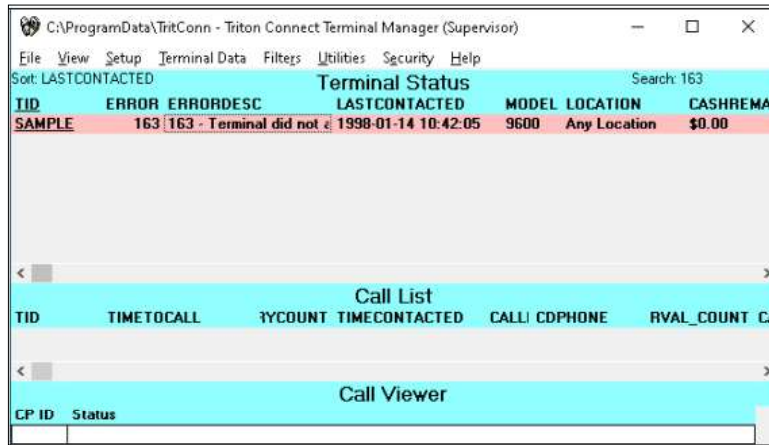 C:\ProgramData\TritConn - Triton Connect Terminal Manager (Supervisor)
File View Setup Terminal Data Filters Utilities Security Help
Sort: LASTCONTACTED Terminal Status Search: 163
TID ERROR ERRORDESC LASTCONTACTED MODEL LOCATION CASHREMA
SAMPLE 163 163 - Terminal did not a 1998-01-14 10:42:05 9600 Any Location $0.00
Call List
TID TIMETOCALL RYCOUNT TIMECONTACTED CALLI CDPHONE RVAL_COUNT
Call Viewer
CP ID Status